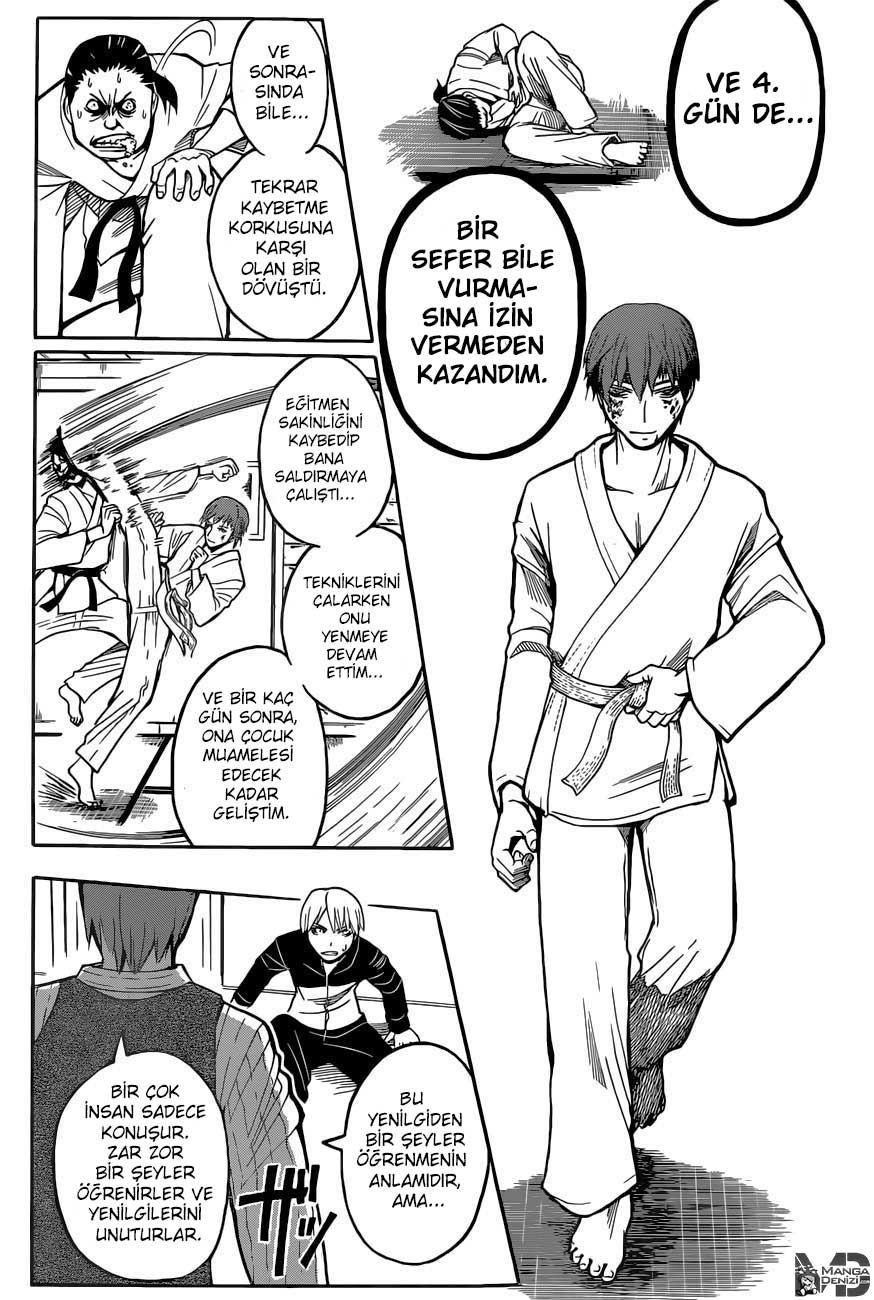 VE 4.
GÜN DE...
BİR
SEFER BİLE
VURMA-
SINA İZİN
VERMEDEN
KAZANDIM.
VE
SONRA-
SINDA
BİLE...
TEKRAR
KAYBETME
KORKUSUNA
KARŞI
OLAN BİR
DÖVÜŞTÜ.
EĞİTMEN
SAKİNLİĞİNİ
KAYBEDİP
BANA
SALDIRMAYA
ÇALIŞTI...
TEKNİKLERİNİ
ÇALARKEN
ONU
YENMEYE
DEVAM
ETTİM...
VE BİR KAÇ
GÜN SONRA,
ONA ÇOCUK
MUAMELESİ
EDECEK
KADAR
GELİŞTİM.
BU
YENİLGİDEN
BİR ŞEYLER
ÖĞRENMENİN
ANLAMIDIR,
AMA...
BİR ÇOK
İNSAN SADECE
KONUŞUR.
ZAR ZOR
BİR ŞEYLER
ÖĞRENİRLER VE
YENİLGİLERİNİ
UNUTURLAR.
MANGA
DENİZİ.com